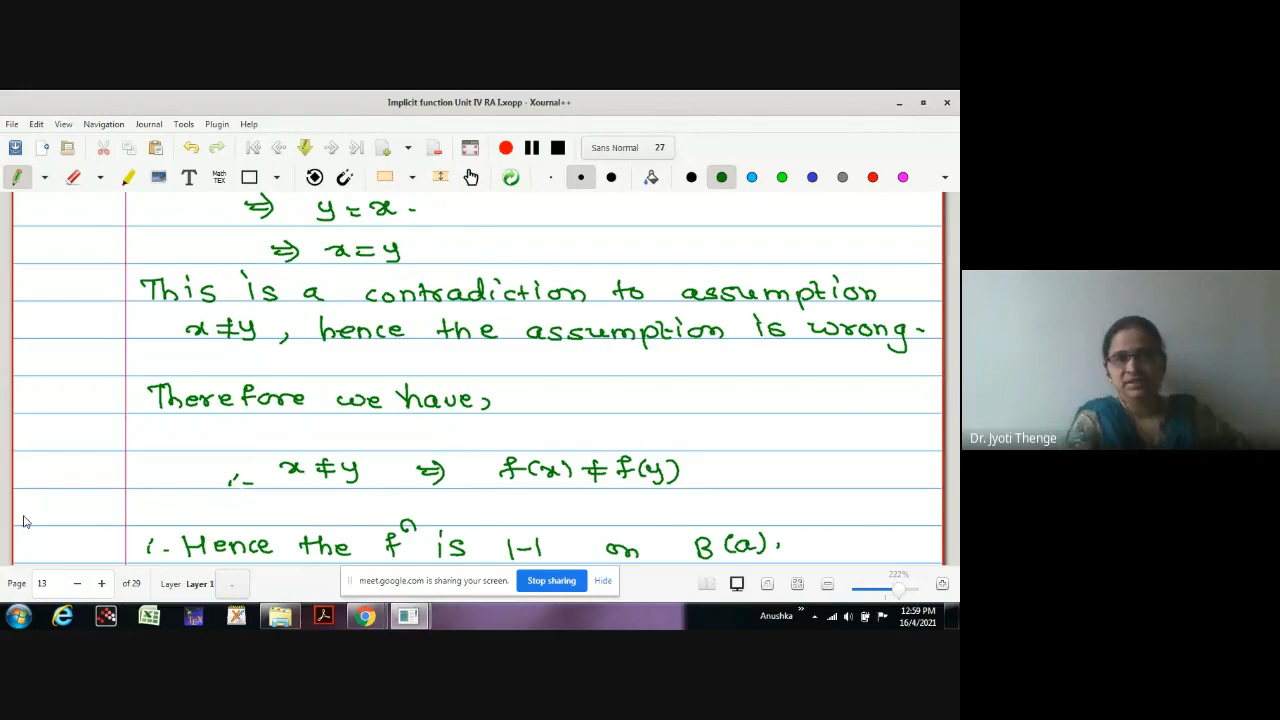 Implicit function Unit IV RA I.xopp - Xournal++
File Edit View Navigation Journal Tools Plugin Help
Sans Normal 27
⇒ y = x .
⇒ x = y
This is a contradiction to assumption
x ≠ y , hence the assumption is wrong.
Therefore we have,
∴ x ≠ y ⇒ f(x) ≠ f(y)
∴ Hence the fⁿ is 1-1 on B(a).
Dr. Jyoti Thenge
Page 13 of 29 Layer Layer 1
meet.google.com is sharing your screen. Stop sharing Hide
222%
Anushka
12:59 PM
16/4/2021